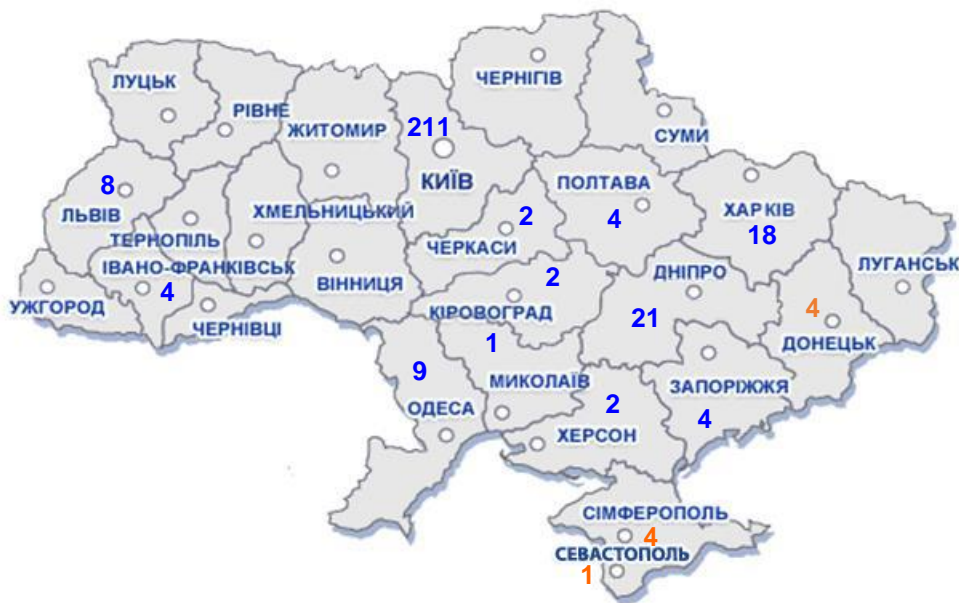 ЧЕРНІГІВ
ЛУЦЬК
РІВНЕ
ЖИТОМИР
211
СУМИ
КИЇВ
ПОЛТАВА
8
ЛЬВІВ
ХМЕЛЬНИЦЬКИЙ
2
4
ХАРКІВ
18
ТЕРНОПІЛЬ
ЧЕРКАСИ
ІВАНО-ФРАНКІВСЬК
4
ВІННИЦЯ
2
ДНІПРО
ЛУГАНСЬК
УЖГОРОД
ЧЕРНІВЦІ
КІРОВОГРАД
21
4
ДОНЕЦЬК
1
9
МИКОЛАЇВ
ЗАПОРІЖЖЯ
ОДЕСА
2
4
ХЕРСОН
СІМФЕРОПОЛЬ
4
СЕВАСТОПОЛЬ
1